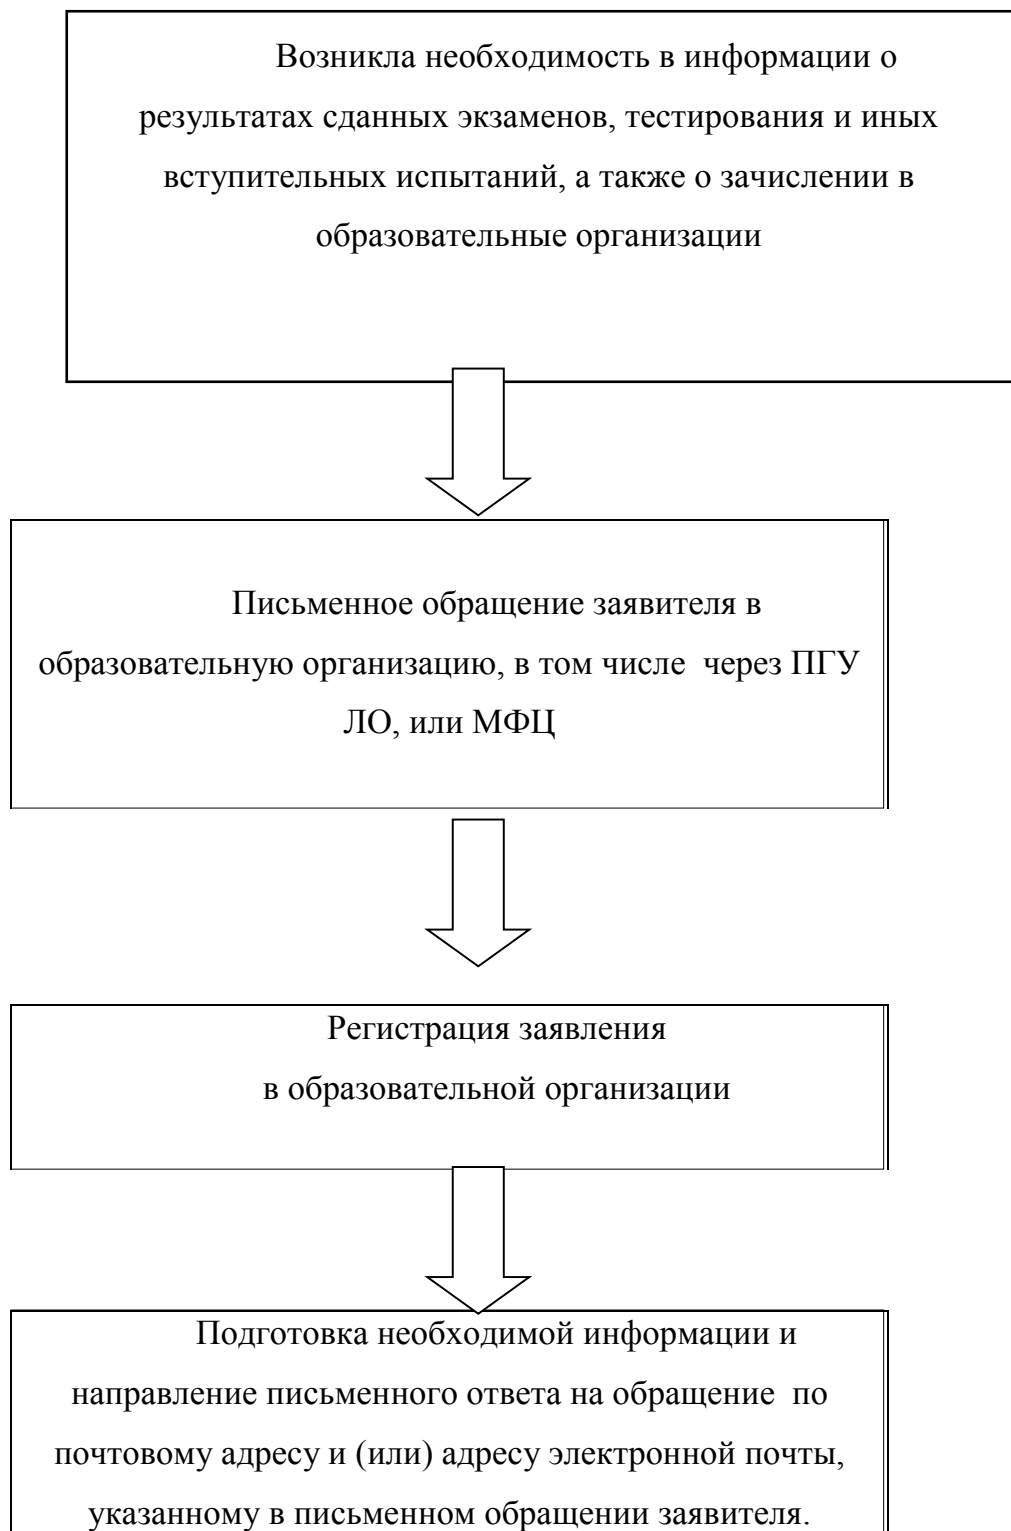 Возникла необходимость в информации о
результатах сданных экзаменов, тестирования и иных
вступительных испытаний, а также о зачислении в
образовательные организации
Письменное обращение заявителя в
образовательную организацию, в том числе  через ПГУ
ЛО, или МФЦ
Регистрация заявления
в образовательной организации
Подготовка необходимой информации и
направление письменного ответа на обращение  по
почтовому адресу и (или) адресу электронной почты,
указанному в письменном обращении заявителя.